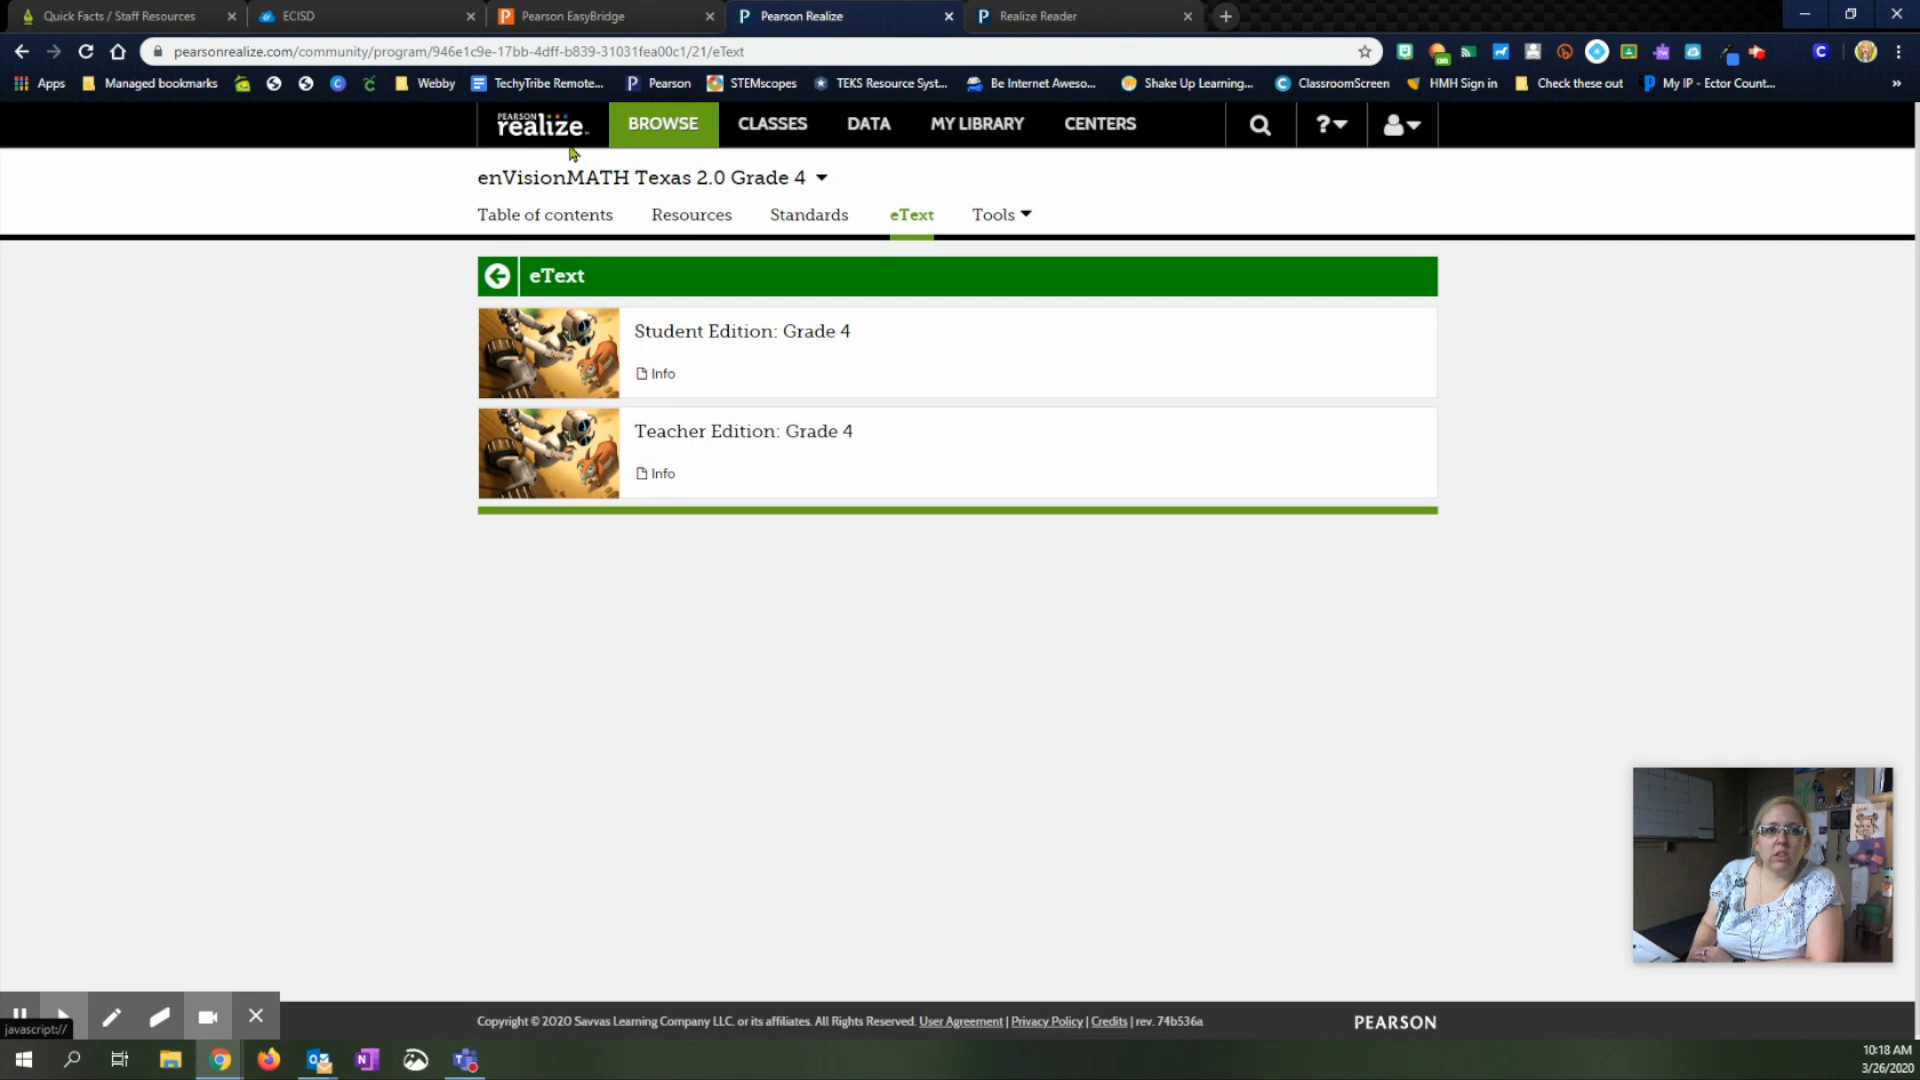 Quick Facts / Staff Resources
ECISD
Pearson EasyBridge
Pearson Realize
Realize Reader
pearsonrealize.com/community/program/946e1c9e-17bb-4dff-b839-31031fea00c1/21/eText
Apps
Managed bookmarks
Webby
TechyTribe Remote...
Pearson
STEMscopes
TEKS Resource Syst...
Be Internet Aweso...
Shake Up Learning...
ClassroomScreen
HMH Sign in
Check these out
My IP - Ector Count...
»
PEARSON
realize
BROWSE
CLASSES
DATA
MY LIBRARY
CENTERS
?
enVisionMATH Texas 2.0 Grade 4
Table of contents
Resources
Standards
eText
Tools
eText
Student Edition: Grade 4
Info
Teacher Edition: Grade 4
Info
javascript://
Copyright © 2020 Savvas Learning Company LLC. or its affiliates. All Rights Reserved. User Agreement | Privacy Policy | Credits | rev. 74b536a
PEARSON
10:18 AM
3/26/2020